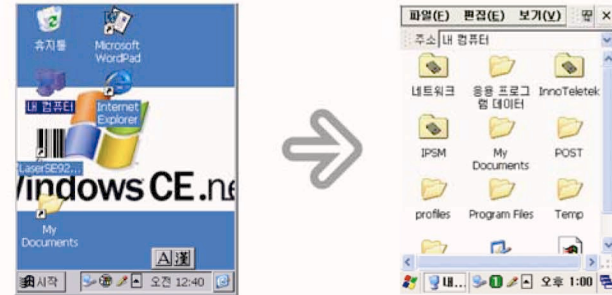 휴지통
Microsoft
WordPad
내 컴퓨터
Internet
Explorer
LaserSE92...
Windows CE.ne
My
Documents
A 漢
시작
오전 12:40
파일(F) 편집(E) 보기(V)
주소 내 컴퓨터
네트워크
응용 프로그
램 데이터
InnoTeletek
IPSM
My
Documents
POST
profiles
Program Files
Temp
내...
오후 1:00